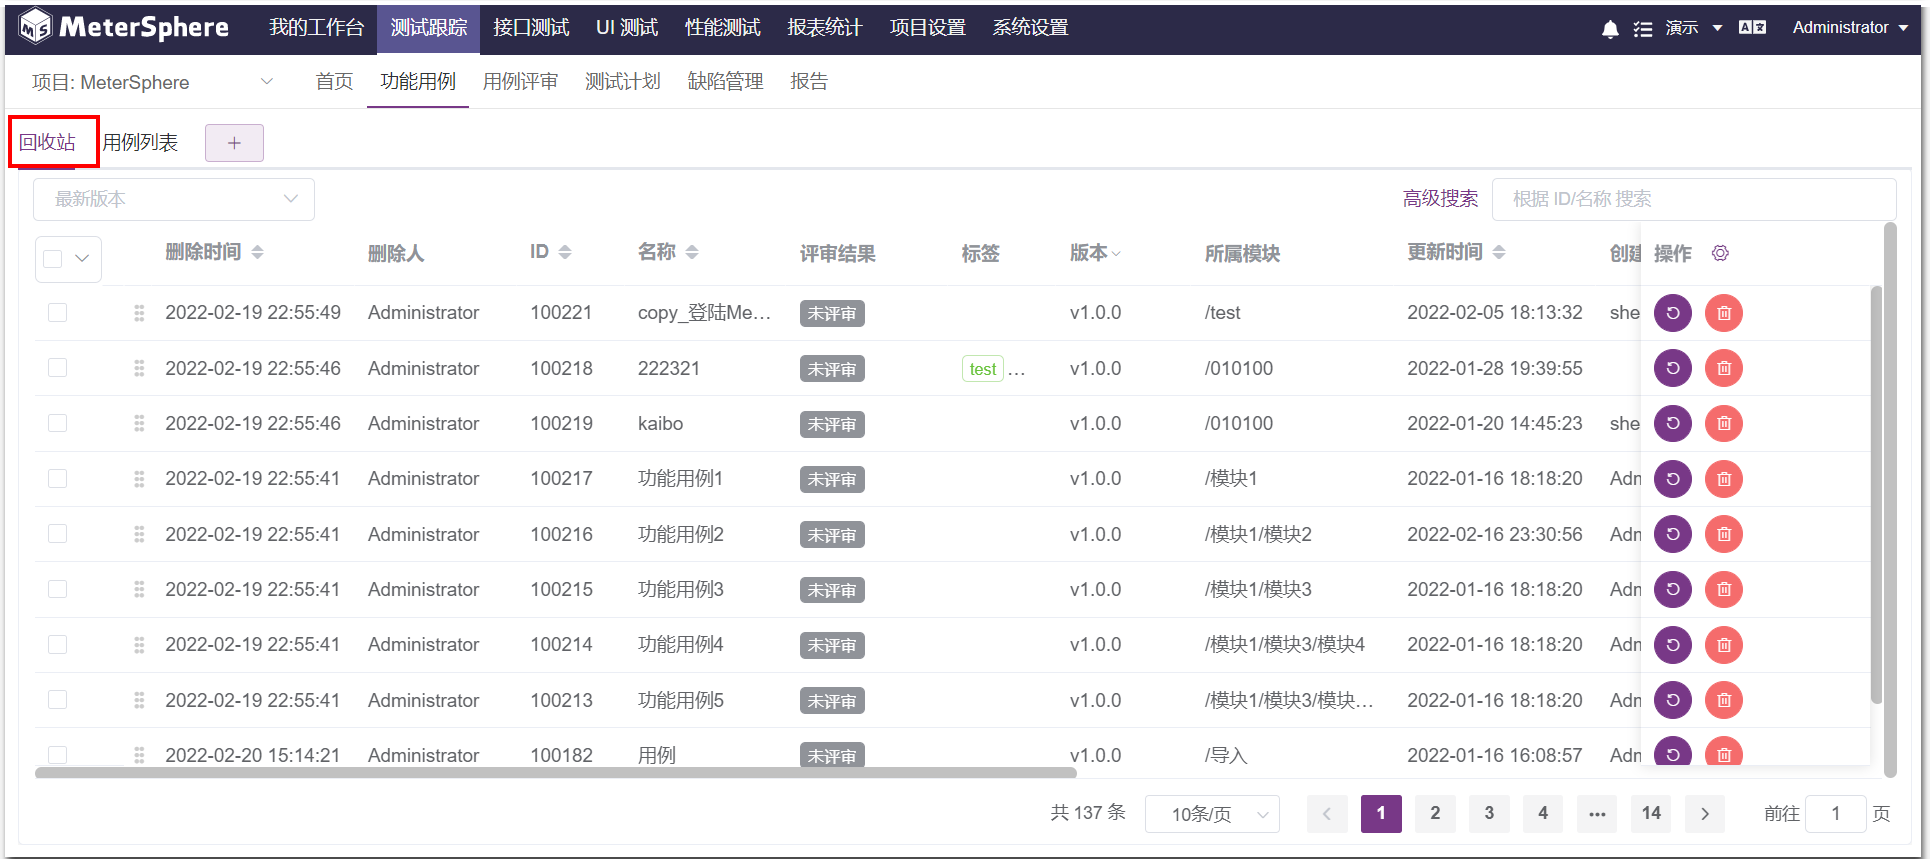 MeterSphere 我的工作台 测试跟踪 接口测试 UI 测试 性能测试 报表统计 项目设置 系统设置 演示 Administrator
项目: MeterSphere 首页 功能用例 用例评审 测试计划 缺陷管理 报告
回收站 用例列表 +
最新版本 高级搜索 根据 ID/名称 搜索
删除时间 删除人 ID 名称 评审结果 标签 版本 所属模块 更新时间 创建 操作
2022-02-19 22:55:49 Administrator 100221 copy_登陆Me... 未评审 v1.0.0 /test 2022-02-05 18:13:32 she
2022-02-19 22:55:46 Administrator 100218 222321 未评审 test ... v1.0.0 /010100 2022-01-28 19:39:55
2022-02-19 22:55:46 Administrator 100219 kaibo 未评审 v1.0.0 /010100 2022-01-20 14:45:23 she
2022-02-19 22:55:41 Administrator 100217 功能用例1 未评审 v1.0.0 /模块1 2022-01-16 18:18:20 Adn
2022-02-19 22:55:41 Administrator 100216 功能用例2 未评审 v1.0.0 /模块1/模块2 2022-02-16 23:30:56 Adn
2022-02-19 22:55:41 Administrator 100215 功能用例3 未评审 v1.0.0 /模块1/模块3 2022-01-16 18:18:20 Adn
2022-02-19 22:55:41 Administrator 100214 功能用例4 未评审 v1.0.0 /模块1/模块3/模块4 2022-01-16 18:18:20 Adn
2022-02-19 22:55:41 Administrator 100213 功能用例5 未评审 v1.0.0 /模块1/模块3/模块... 2022-01-16 18:18:20 Adn
2022-02-20 15:14:21 Administrator 100182 用例 未评审 v1.0.0 /导入 2022-01-16 16:08:57 Adn
共 137 条 10条/页 < 1 2 3 4 ... 14 > 前往 1 页